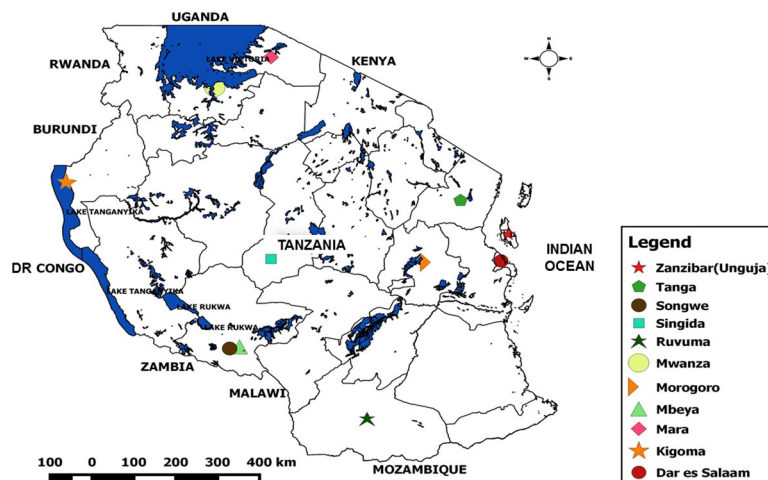 UGANDA
RWANDA
LAKE VICTORIA
KENYA
BURUNDI
LAKE TANGANYIKA
TANZANIA
INDIAN
OCEAN
DR CONGO
LAKE TANGANYIKA
LAKE RUKWA
LAKE RUKWA
ZAMBIA
MALAWI
MOZAMBIQUE
100 0 100 200 300 400 km
N
W E
S
Legend
Zanzibar(Unguja)
Tanga
Songwe
Singida
Ruvuma
Mwanza
Morogoro
Mbeya
Mara
Kigoma
Dar es Salaam